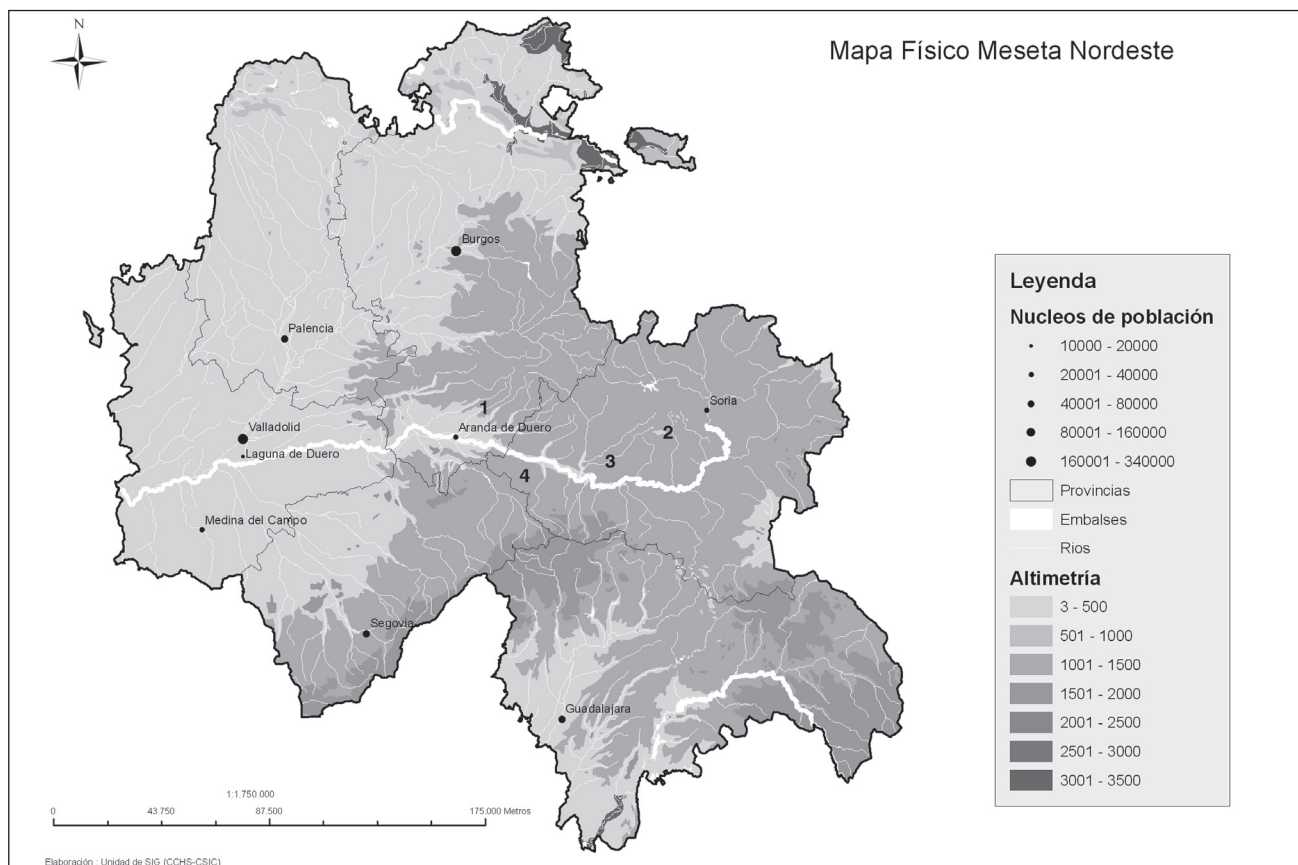 N
Mapa Físico Meseta Nordeste
Burgos
Palencia
Soria
1
Aranda de Duero
2
Valladolid
Laguna de Duero
3
4
Medina del Campo
Segovia
Guadalajara
Leyenda
Nucleos de población
10000 - 20000
20001 - 40000
40001 - 80000
80001 - 160000
160001 - 340000
Provincias
Embalses
Rios
Altimetría
3 - 500
501 - 1000
1001 - 1500
1501 - 2000
2001 - 2500
2501 - 3000
3001 - 3500
1:1.750.000
0 43.750 87.500 175.000 Metros
Elaboración : Unidad de SIG (CCHS-CSIC)